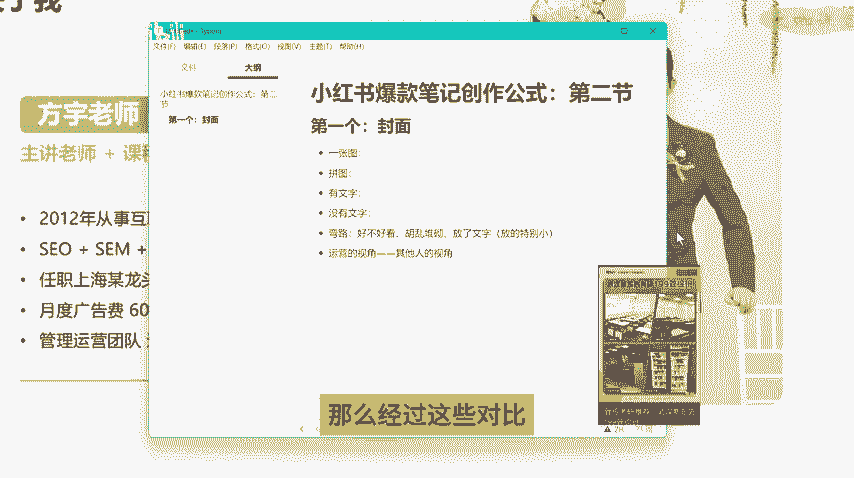 方宇老师
主讲老师 + 课程
2012年从事互联
SEO + SEM +
任职上海某龙头
月度广告费 60
管理运营团队
文件(F) 编辑(E) 段落(P) 格式(O) 视图(V) 主题(T) 帮助(H)
文件 大纲
小红书爆款笔记创作公式：第二节
第一个：封面
小红书爆款笔记创作公式：第二节
第一个：封面
一张图：
拼图：
有文字：
没有文字：
弯路：好不好看、胡乱堆砌、放了文字（放的特别小）
运营的视角——其他人的视角
那么经过这些对比